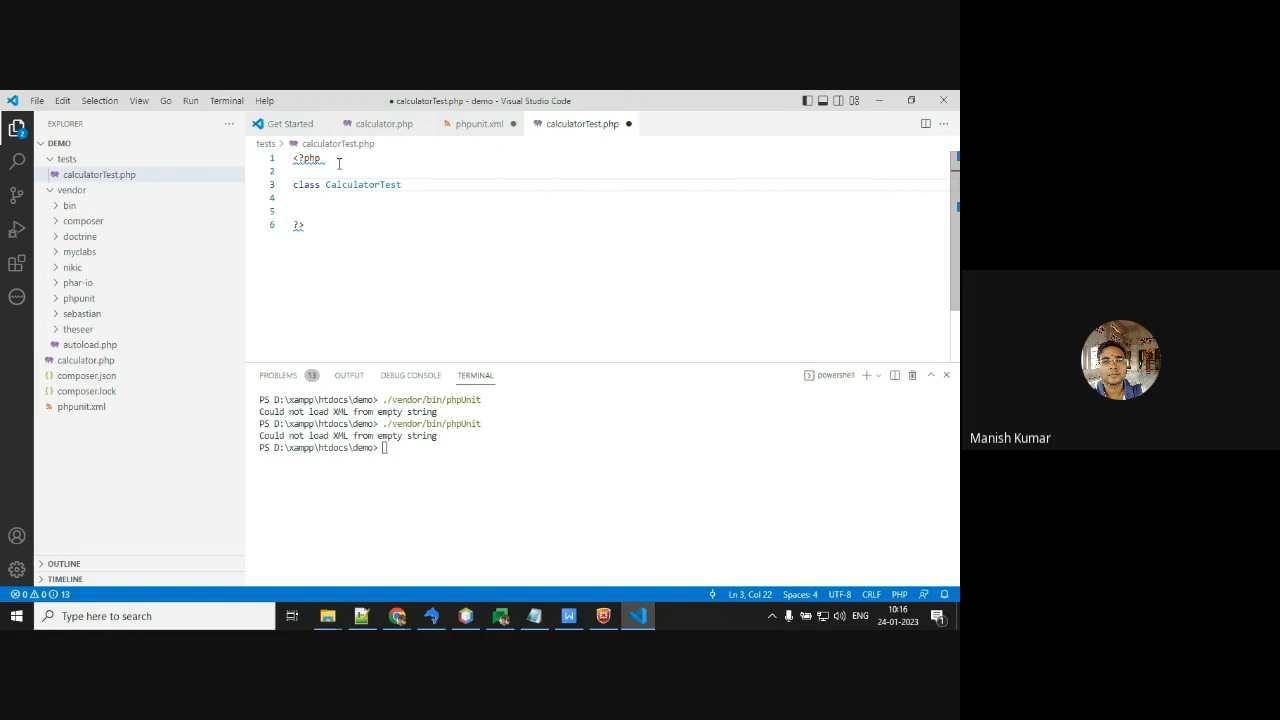 File Edit Selection View Go Run Terminal Help
● calculatorTest.php - demo - Visual Studio Code
EXPLORER
Get Started
calculator.php
phpunit.xml
calculatorTest.php
DEMO
tests
calculatorTest.php
vendor
bin
composer
doctrine
myclabs
nikic
phar-io
phpunit
sebastian
theseer
autoload.php
calculator.php
composer.json
composer.lock
phpunit.xml
OUTLINE
TIMELINE
2
tests > calculatorTest.php
1 <?php
2
3 class CalculatorTest
4
5
6 ?>
PROBLEMS 13 OUTPUT DEBUG CONSOLE TERMINAL
powershell
PS D:\xampp\htdocs\demo> ./vendor/bin/phpUnit
Could not load XML from empty string
PS D:\xampp\htdocs\demo> ./vendor/bin/phpUnit
Could not load XML from empty string
PS D:\xampp\htdocs\demo>
0 0 13
Ln 3, Col 22 Spaces: 4 UTF-8 CRLF PHP
Type here to search
ENG
10:16
24-01-2023
1
Manish Kumar